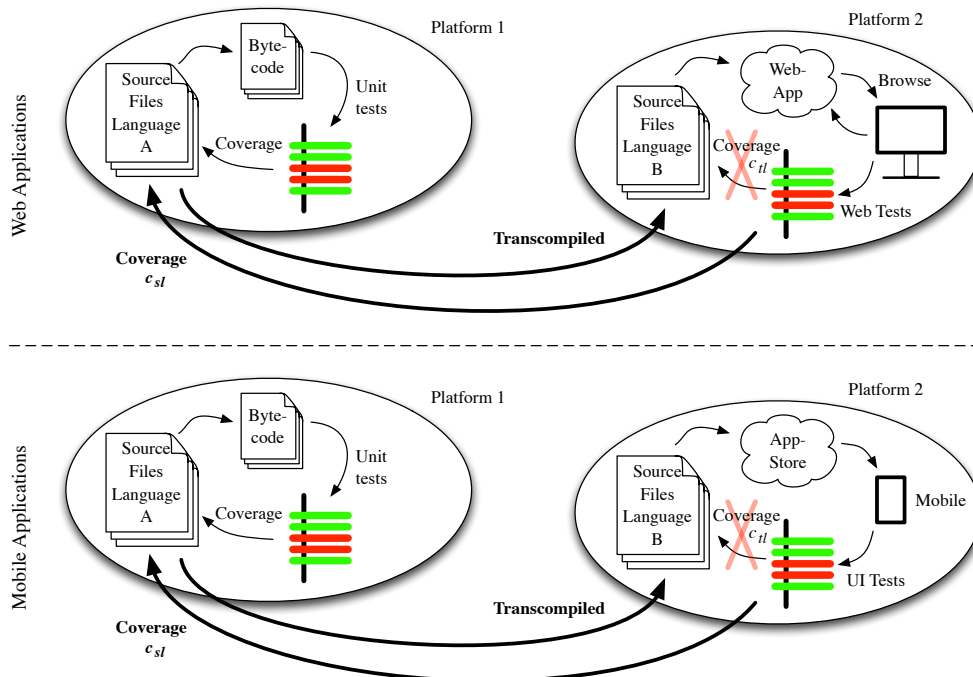 Web Applications
Platform 1
Byte-
code
Source
Files
Language
A
Unit
tests
Coverage
Platform 2
Web-
App
Browse
Source
Files
Language
B
Coverage
c_tl
Web Tests
Transcompiled
Coverage
c_sl
Mobile Applications
Platform 1
Byte-
code
Source
Files
Language
A
Unit
tests
Coverage
Platform 2
App-
Store
Mobile
Source
Files
Language
B
Coverage
c_tl
UI Tests
Transcompiled
Coverage
c_sl